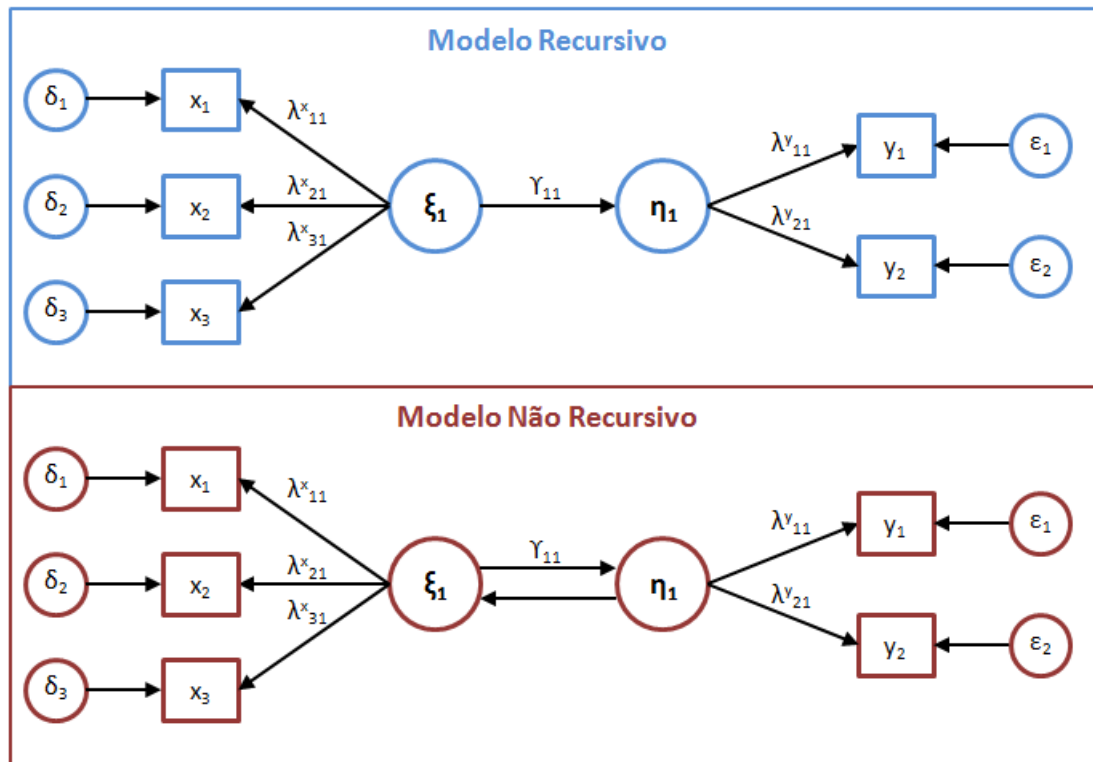 Modelo Recursivo
δ₁ x₁ λˣ₁₁
δ₂ x₂ λˣ₂₁
δ₃ x₃ λˣ₃₁
ξ₁ ϒ₁₁ η₁
λʸ₁₁ y₁ ε₁
λʸ₂₁ y₂ ε₂
Modelo Não Recursivo
δ₁ x₁ λˣ₁₁
δ₂ x₂ λˣ₂₁
δ₃ x₃ λˣ₃₁
ξ₁ ϒ₁₁ η₁
λʸ₁₁ y₁ ε₁
λʸ₂₁ y₂ ε₂